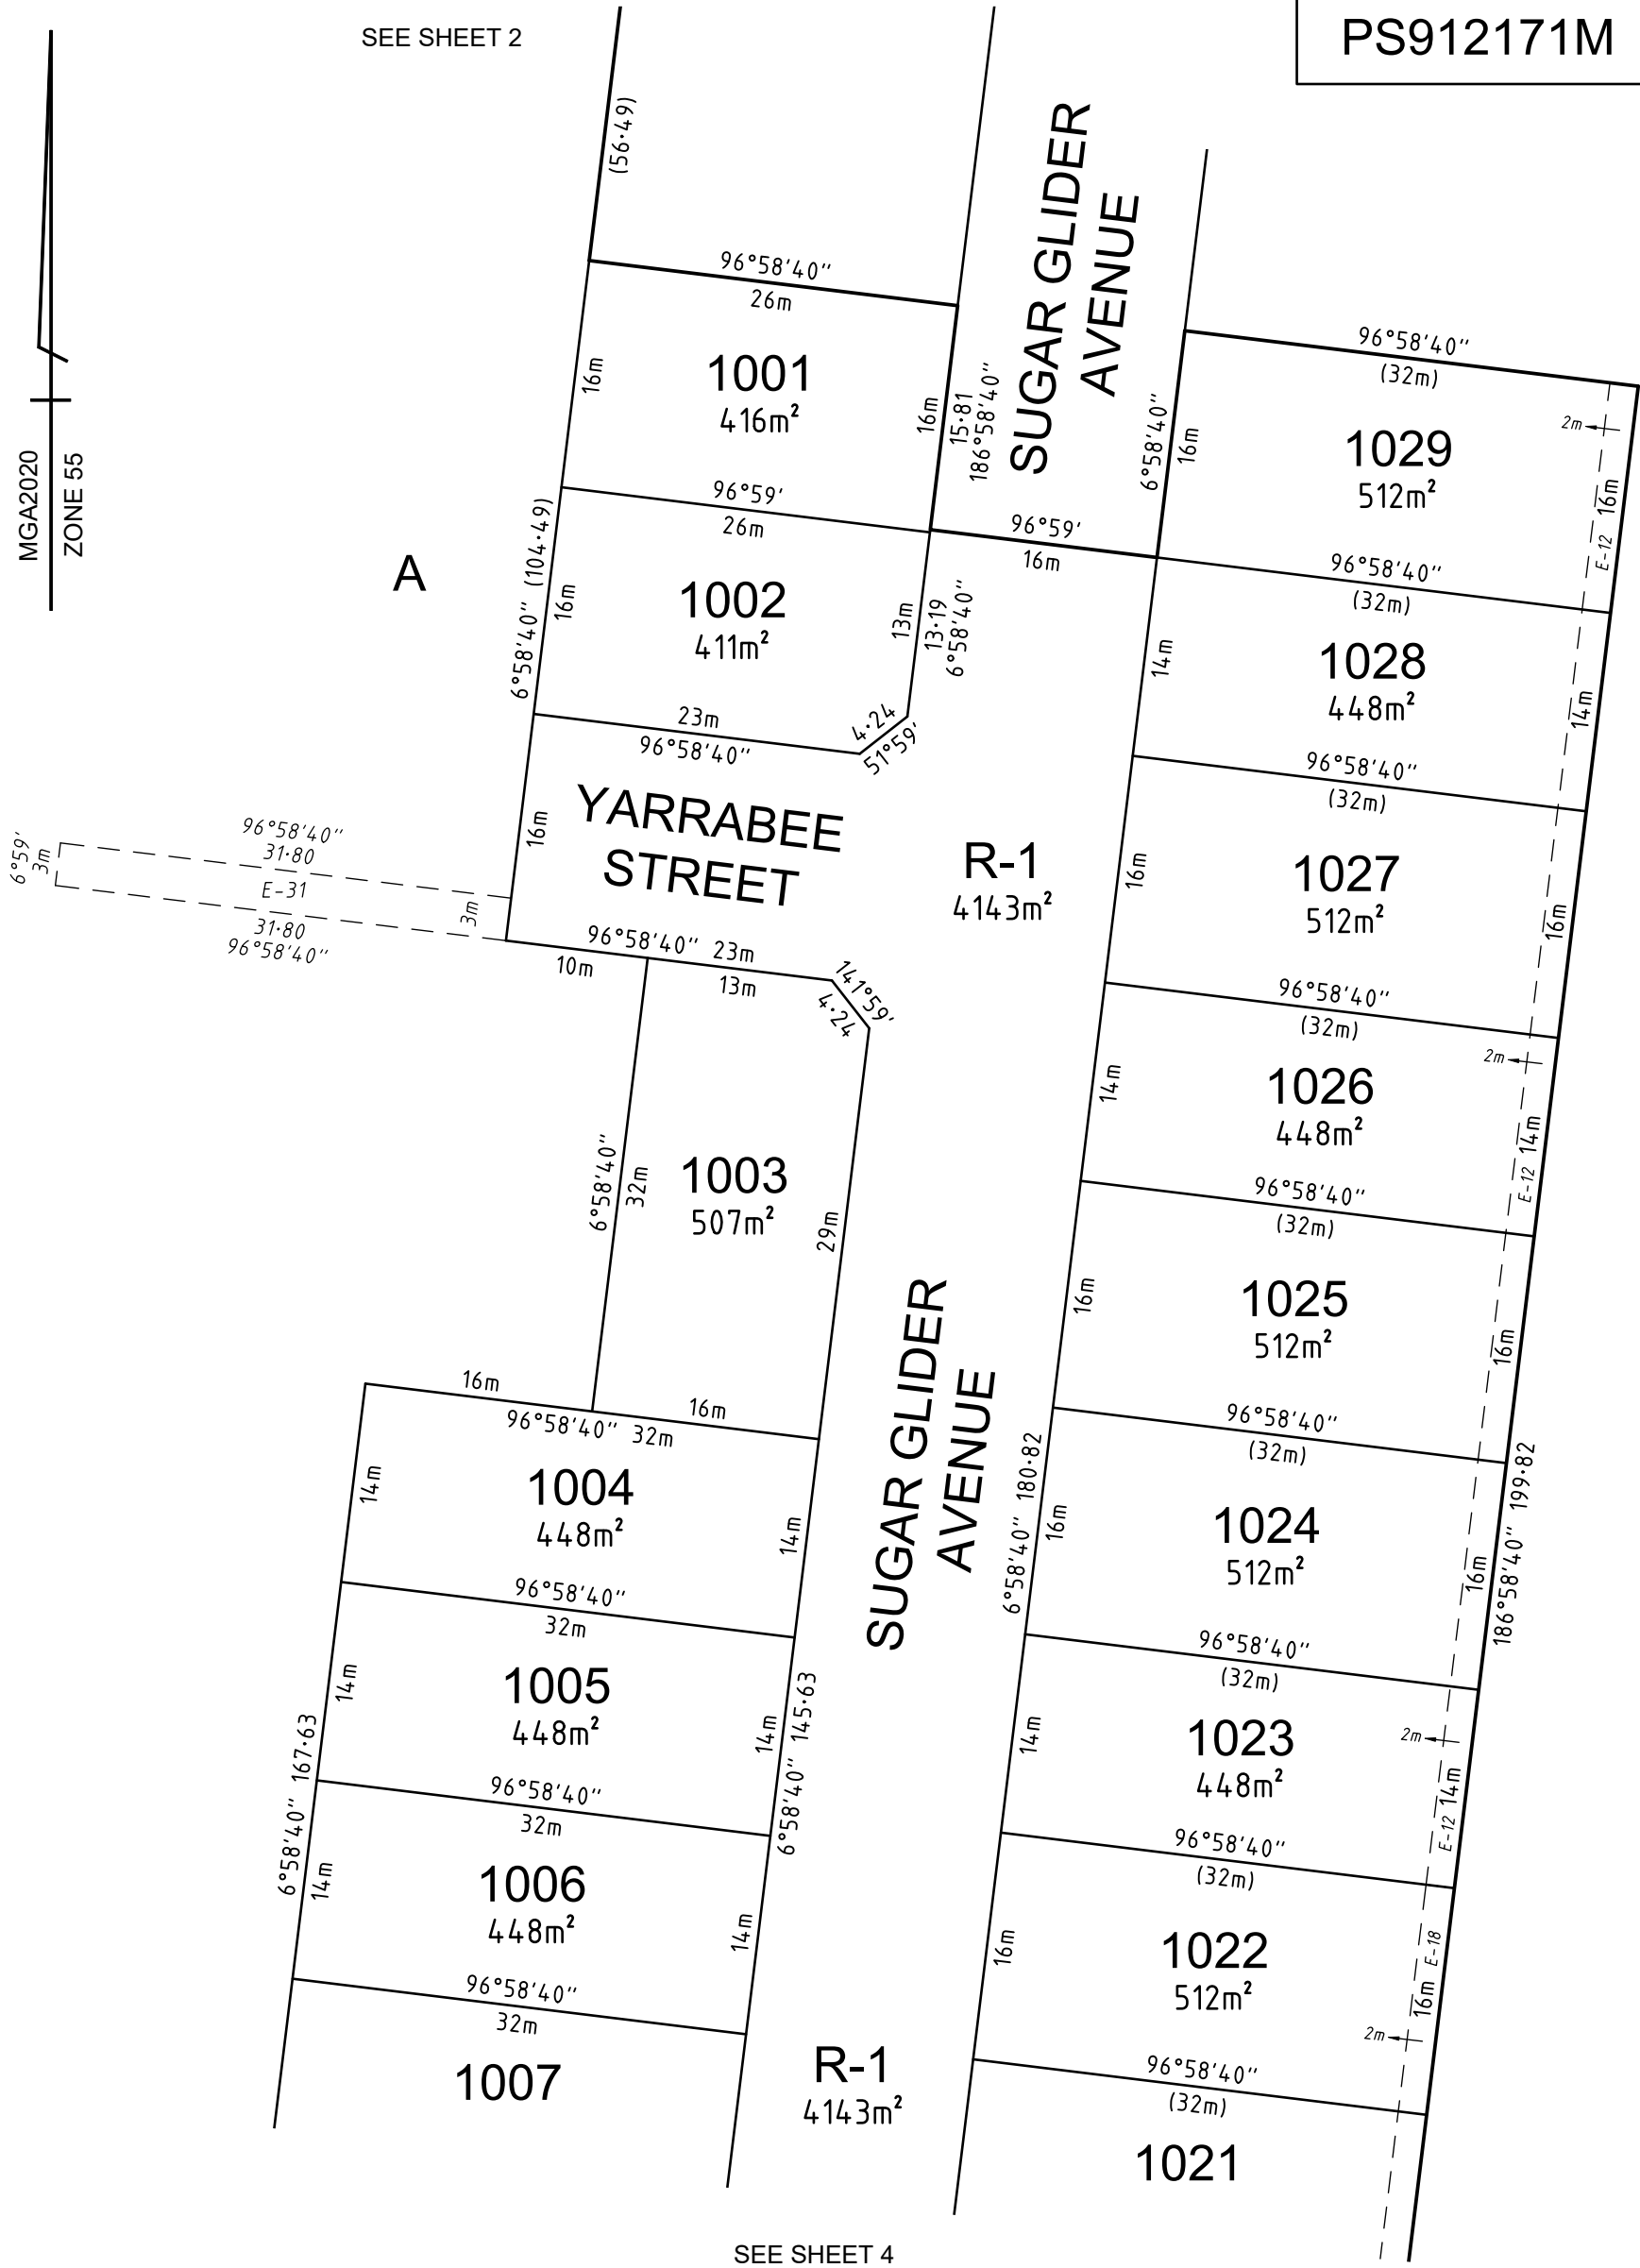 SEE SHEET 2
PS912171M
MGA2020
ZONE 55
A
(56·49)
SUGAR GLIDER
AVENUE
96°58'40"
26m
1001
416m²
16m
16m
15·81
186°58'40"
6°58'40"
16m
96°58'40"
(32m)
2m
1029
512m²
16m
E-12
96°59'
26m
96°59'
16m
6°58'40" (104·49)
16m
1002
411m²
13m
13·19
6°58'40"
4·24
51°59'
23m
96°58'40"
96°58'40"
(32m)
14m
1028
448m²
14m
YARRABEE
STREET
16m
R-1
4143m²
96°58'40"
31·80
E-31
31·80
96°58'40"
6°59'
3m
3m
96°58'40"
(32m)
16m
1027
512m²
16m
96°58'40" 23m
10m
13m
141°59'
4·24
96°58'40"
(32m)
2m
14m
1026
448m²
E-12 14m
6°58'40"
32m
1003
507m²
29m
96°58'40"
(32m)
16m
1025
512m²
16m
SUGAR GLIDER
AVENUE
16m
16m
96°58'40" 32m
14m
1004
448m²
14m
96°58'40"
(32m)
6°58'40" 180·82
16m
1024
512m²
16m
186°58'40" 199·82
96°58'40"
32m
14m
1005
448m²
14m
6°58'40" 145·63
96°58'40"
(32m)
14m
1023
448m²
2m
E-12 14m
6°58'40" 167·63
96°58'40"
32m
14m
1006
448m²
14m
96°58'40"
(32m)
16m
1022
512m²
16m E-18
2m
96°58'40"
32m
1007
R-1
4143m²
96°58'40"
(32m)
1021
SEE SHEET 4